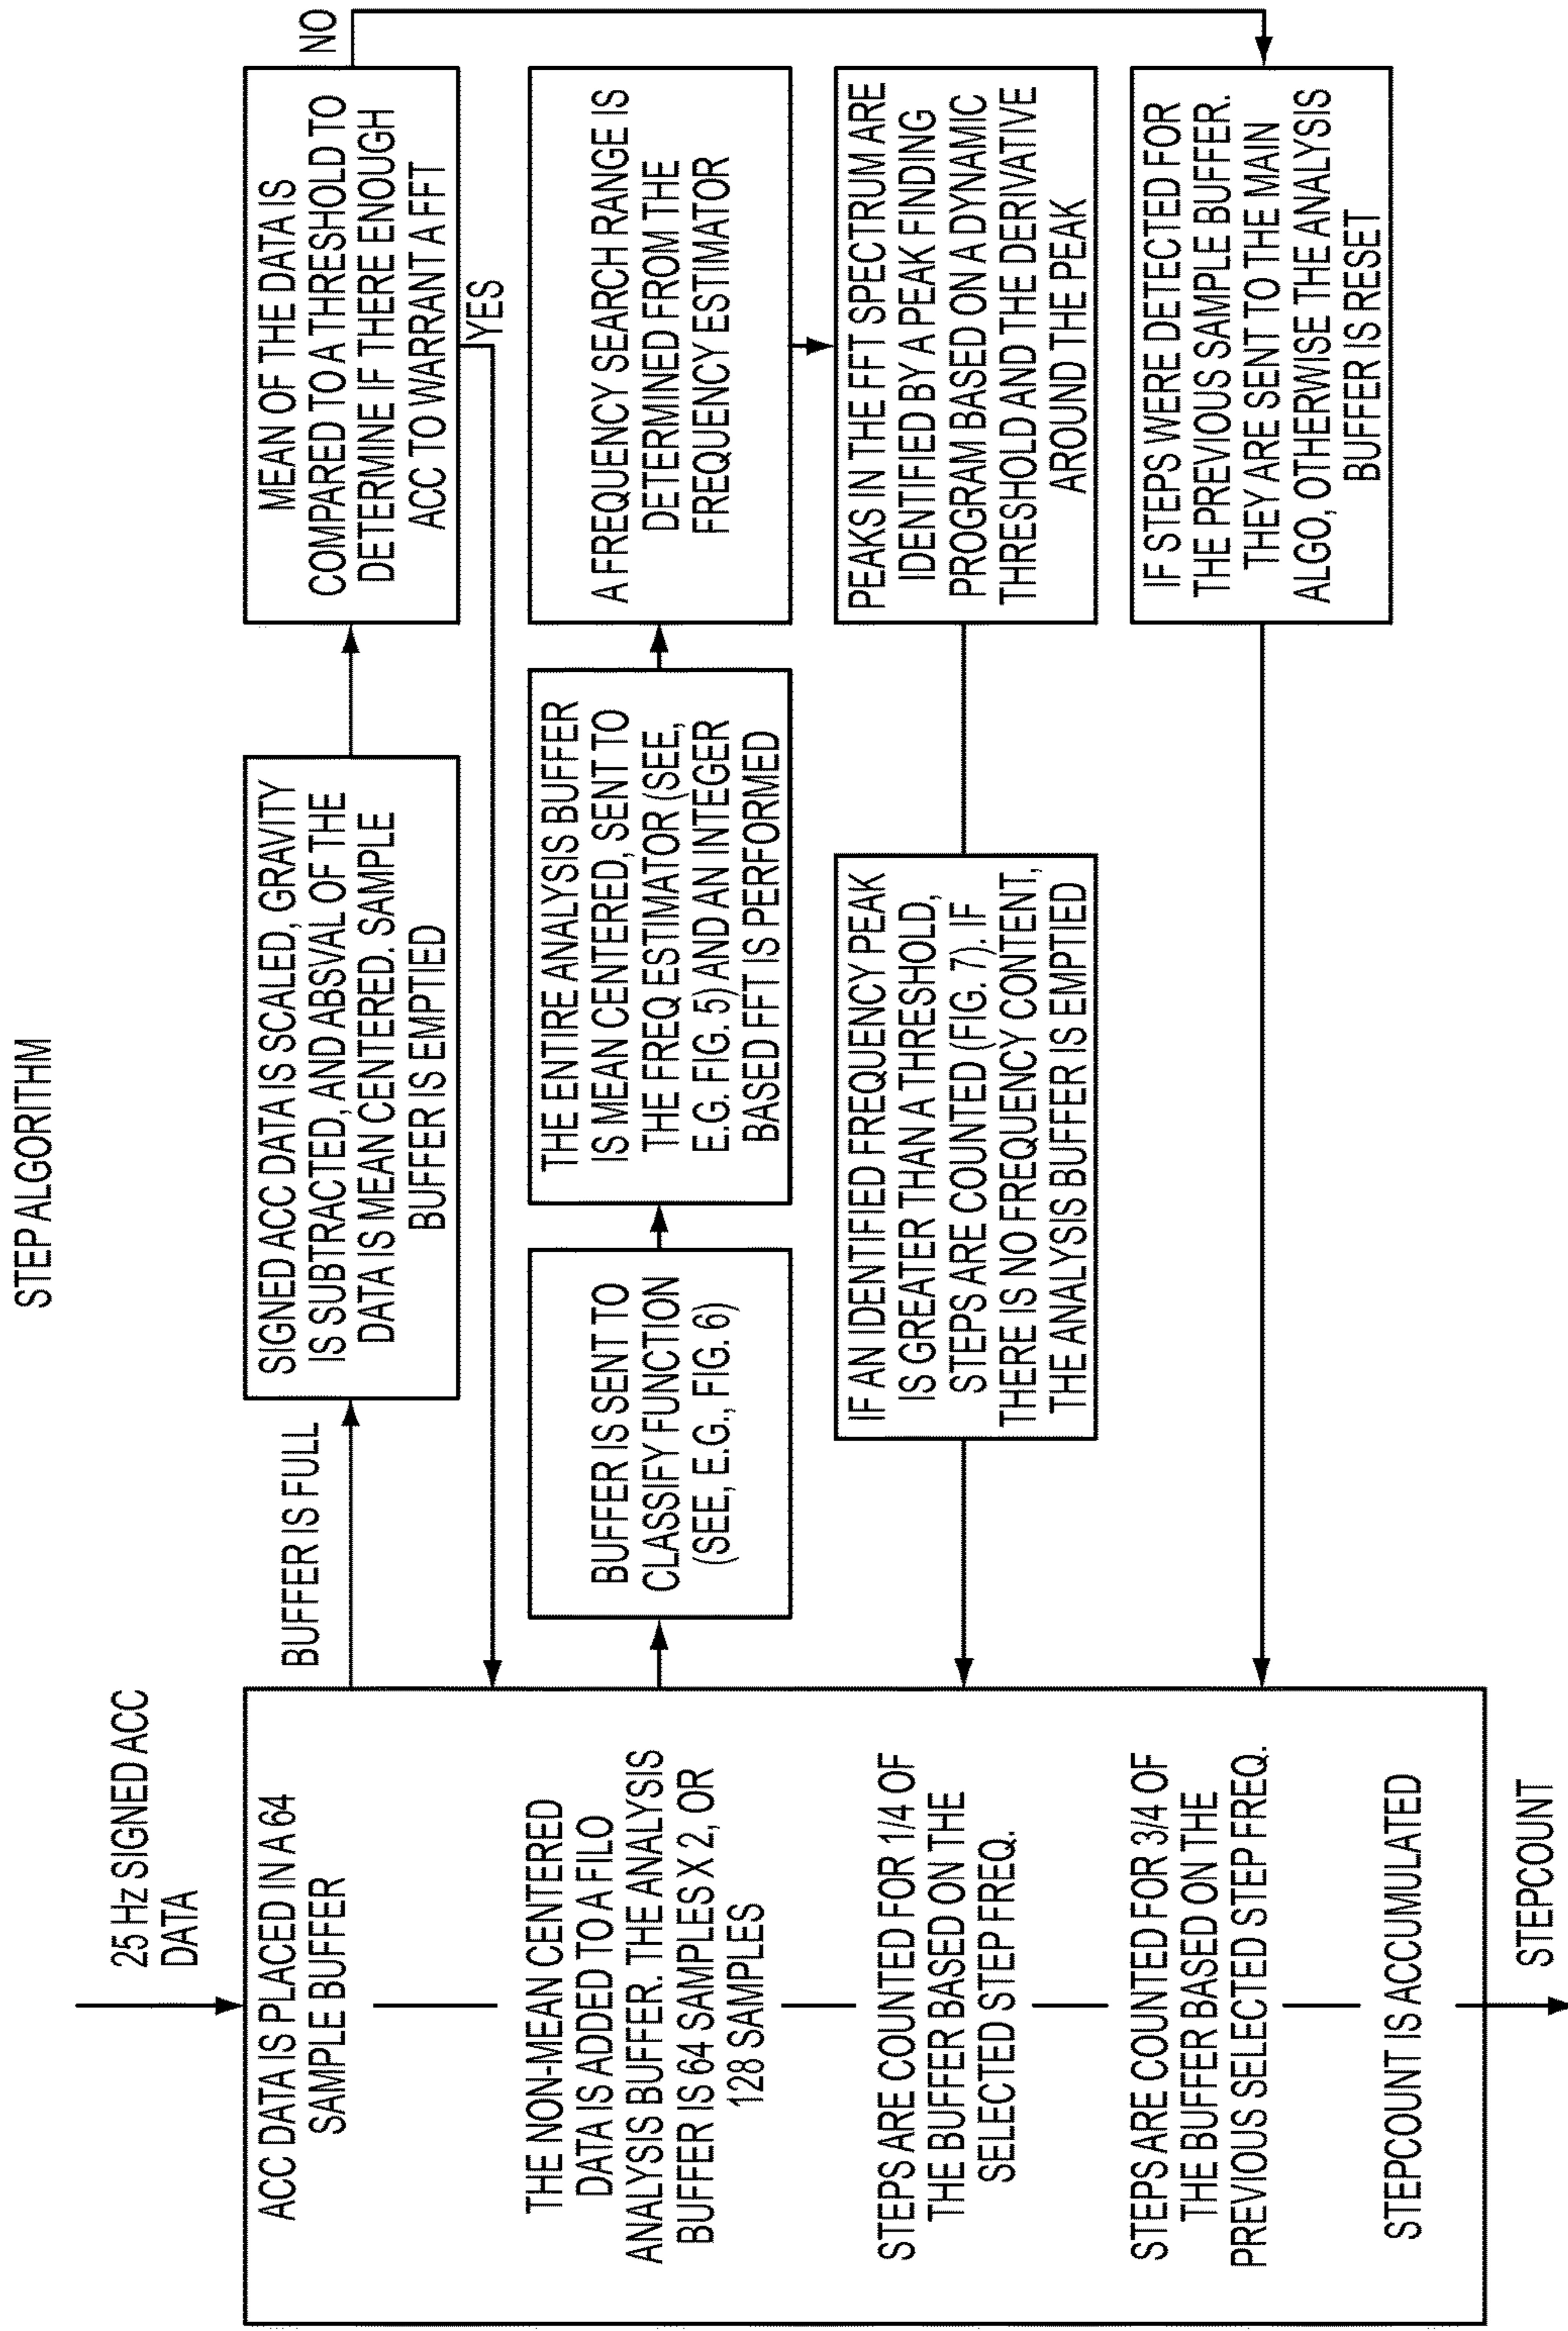 STEP ALGORITHM
25 Hz SIGNED ACC
DATA
ACC DATA IS PLACED IN A 64
SAMPLE BUFFER
THE NON-MEAN CENTERED
DATA IS ADDED TO A FILO
ANALYSIS BUFFER. THE ANALYSIS
BUFFER IS 64 SAMPLES X 2, OR
128 SAMPLES
STEPS ARE COUNTED FOR 1/4 OF
THE BUFFER BASED ON THE
SELECTED STEP FREQ.
STEPS ARE COUNTED FOR 3/4 OF
THE BUFFER BASED ON THE
PREVIOUS SELECTED STEP FREQ.
STEPCOUNT IS ACCUMULATED
STEPCOUNT
BUFFER IS FULL
SIGNED ACC DATA IS SCALED, GRAVITY
IS SUBTRACTED, AND ABSVAL OF THE
DATA IS MEAN CENTERED. SAMPLE
BUFFER IS EMPTIED
MEAN OF THE DATA IS
COMPARED TO A THRESHOLD TO
DETERMINE IF THERE ENOUGH
ACC TO WARRANT A FFT
NO
YES
BUFFER IS SENT TO
CLASSIFY FUNCTION
(SEE, E.G., FIG. 6)
THE ENTIRE ANALYSIS BUFFER
IS MEAN CENTERED, SENT TO
THE FREQ ESTIMATOR (SEE,
E.G. FIG. 5) AND AN INTEGER
BASED FFT IS PERFORMED
A FREQUENCY SEARCH RANGE IS
DETERMINED FROM THE
FREQUENCY ESTIMATOR
IF AN IDENTIFIED FREQUENCY PEAK
IS GREATER THAN A THRESHOLD,
STEPS ARE COUNTED (FIG. 7). IF
THERE IS NO FREQUENCY CONTENT,
THE ANALYSIS BUFFER IS EMPTIED
PEAKS IN THE FFT SPECTRUM ARE
IDENTIFIED BY A PEAK FINDING
PROGRAM BASED ON A DYNAMIC
THRESHOLD AND THE DERIVATIVE
AROUND THE PEAK
IF STEPS WERE DETECTED FOR
THE PREVIOUS SAMPLE BUFFER.
THEY ARE SENT TO THE MAIN
ALGO, OTHERWISE THE ANALYSIS
BUFFER IS RESET